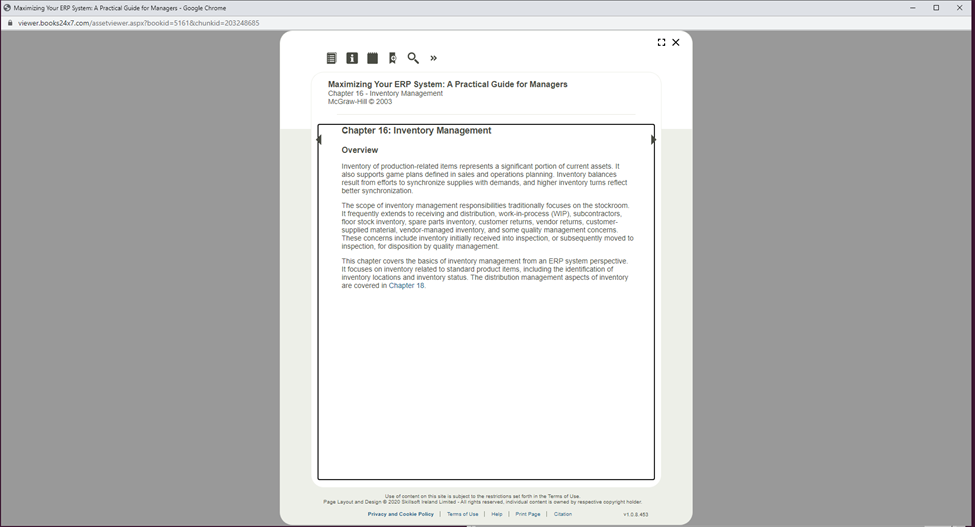 Maximizing Your ERP System: A Practical Guide for Managers - Google Chrome
viewer.books24x7.com/assetviewer.aspx?bookid=5161&chunkid=203248685
Maximizing Your ERP System: A Practical Guide for Managers
Chapter 16 - Inventory Management
McGraw-Hill © 2003
Chapter 16: Inventory Management
Overview
Inventory of production-related items represents a significant portion of current assets. It
also supports game plans defined in sales and operations planning. Inventory balances
result from efforts to synchronize supplies with demands, and higher inventory turns reflect
better synchronization.
The scope of inventory management responsibilities traditionally focuses on the stockroom.
It frequently extends to receiving and distribution, work-in-process (WIP), subcontractors,
floor stock inventory, spare parts inventory, customer returns, vendor returns, customer-
supplied material, vendor-managed inventory, and some quality management concerns.
These concerns include inventory initially received into inspection, or subsequently moved to
inspection, for disposition by quality management.
This chapter covers the basics of inventory management from an ERP system perspective.
It focuses on inventory related to standard product items, including the identification of
inventory locations and inventory status. The distribution management aspects of inventory
are covered in Chapter 18.
Use of content on this site is subject to the restrictions set forth in the Terms of Use.
Page Layout and Design © 2020 Skillsoft Ireland Limited - All rights reserved, individual content is owned by respective copyright holder.
Privacy and Cookie Policy | Terms of Use | Help | Print Page | Citation v1.0.8.453